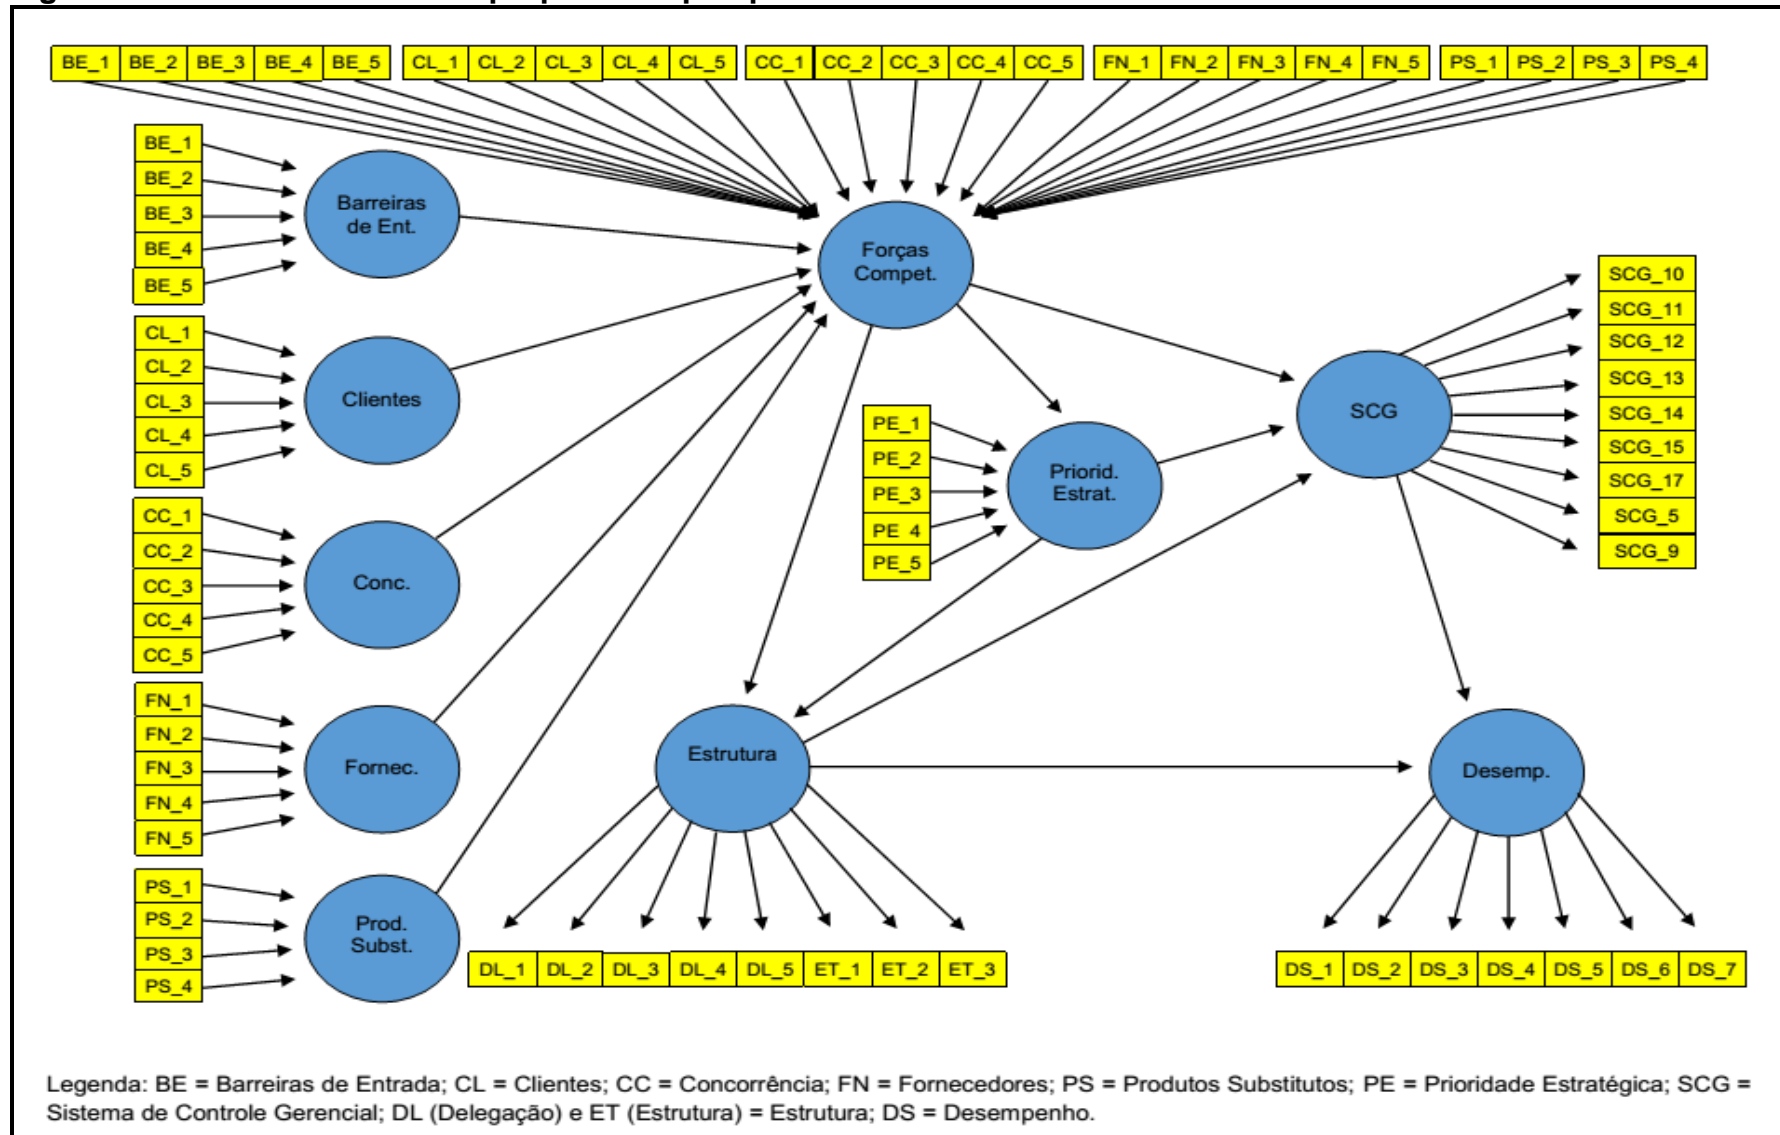 BE_1 BE_2 BE_3 BE_4 BE_5 CL_1 CL_2 CL_3 CL_4 CL_5 CC_1 CC_2 CC_3 CC_4 CC_5 FN_1 FN_2 FN_3 FN_4 FN_5 PS_1 PS_2 PS_3 PS_4
BE_1
BE_2
BE_3
BE_4
BE_5
Barreiras
de Ent.
CL_1
CL_2
CL_3
CL_4
CL_5
Clientes
CC_1
CC_2
CC_3
CC_4
CC_5
Conc.
FN_1
FN_2
FN_3
FN_4
FN_5
Fornec.
PS_1
PS_2
PS_3
PS_4
Prod.
Subst.
Forças
Compet.
PE_1
PE_2
PE_3
PE 4
PE_5
Priorid.
Estrat.
SCG
SCG_10
SCG_11
SCG_12
SCG_13
SCG_14
SCG_15
SCG_17
SCG_5
SCG_9
Estrutura
DL_1 DL_2 DL_3 DL_4 DL_5 ET_1 ET_2 ET_3
Desemp.
DS_1 DS_2 DS_3 DS_4 DS_5 DS_6 DS_7
Legenda: BE = Barreiras de Entrada; CL = Clientes; CC = Concorrência; FN = Fornecedores; PS = Produtos Substitutos; PE = Prioridade Estratégica; SCG =
Sistema de Controle Gerencial; DL (Delegação) e ET (Estrutura) = Estrutura; DS = Desempenho.